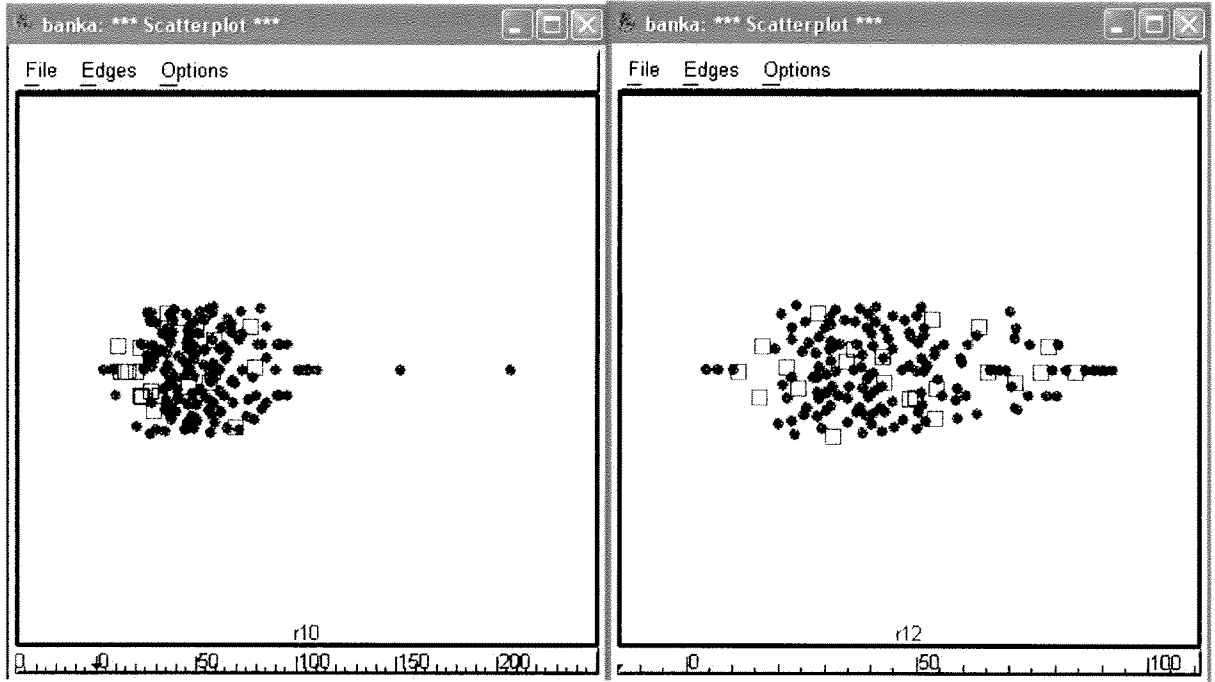 banka: *** Scatterplot ***
File Edges Options
r10
0 0 50 100 150 200
banka: *** Scatterplot ***
File Edges Options
r12
0 50 100